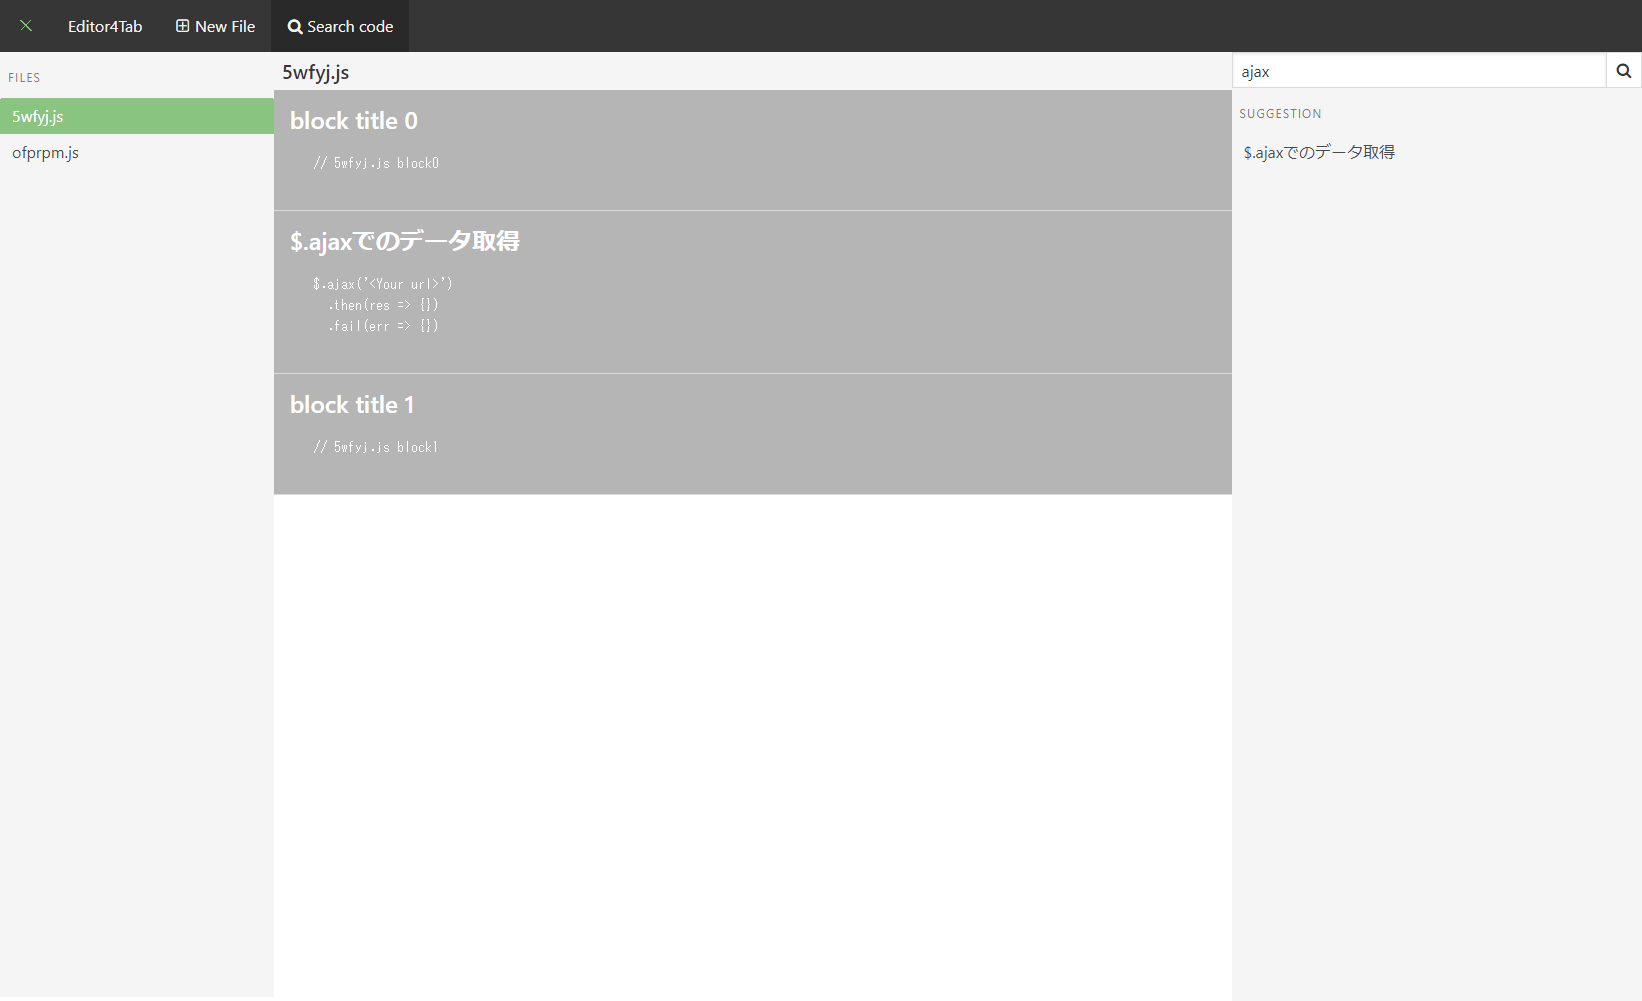 Editor4Tab
New File
Search code
FILES
5wfyj.js
ofprpm.js
5wfyj.js
block title 0
// 5wfyj.js block0
$.ajaxでのデータ取得
$.ajax('<Your url>')
.then(res => {})
.fail(err => {})
block title 1
// 5wfyj.js block1
ajax
SUGGESTION
$.ajaxでのデータ取得